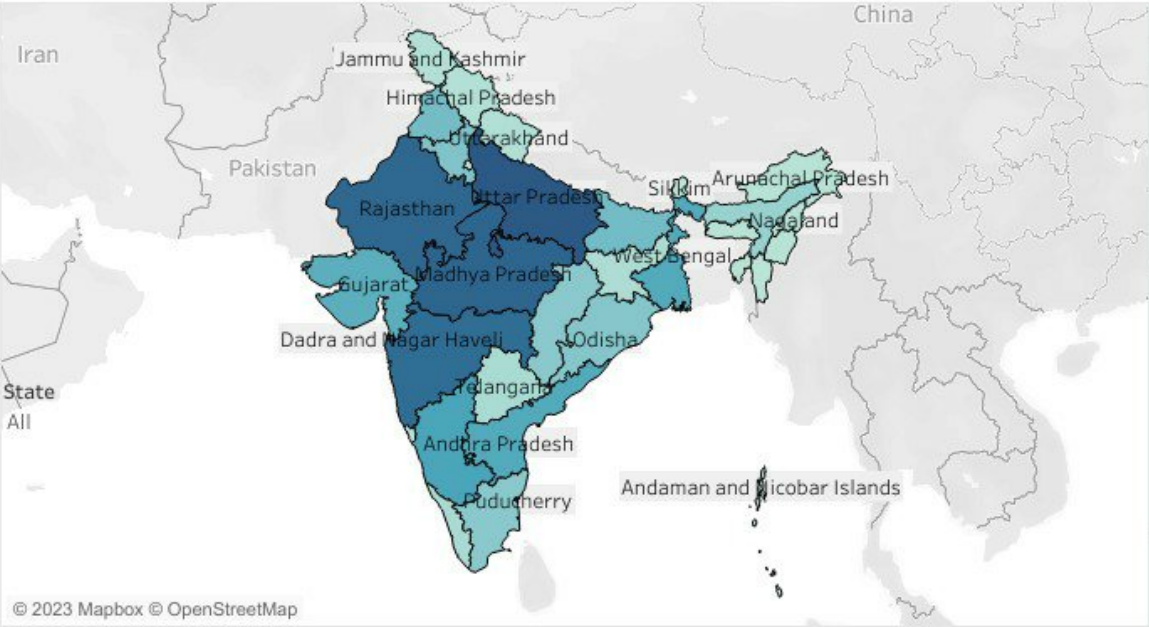 China
Iran
Jammu and Kashmir
Himachal Pradesh
Uttarakhand
Pakistan
Arunachal Pradesh
Sikkim
Uttar Pradesh
Rajasthan
Nagaland
West Bengal
Madhya Pradesh
Gujarat
Dadra and Nagar Haveli
Odisha
Telangana
State
All
Andhra Pradesh
Andaman and Nicobar Islands
Puducherry
© 2023 Mapbox © OpenStreetMap